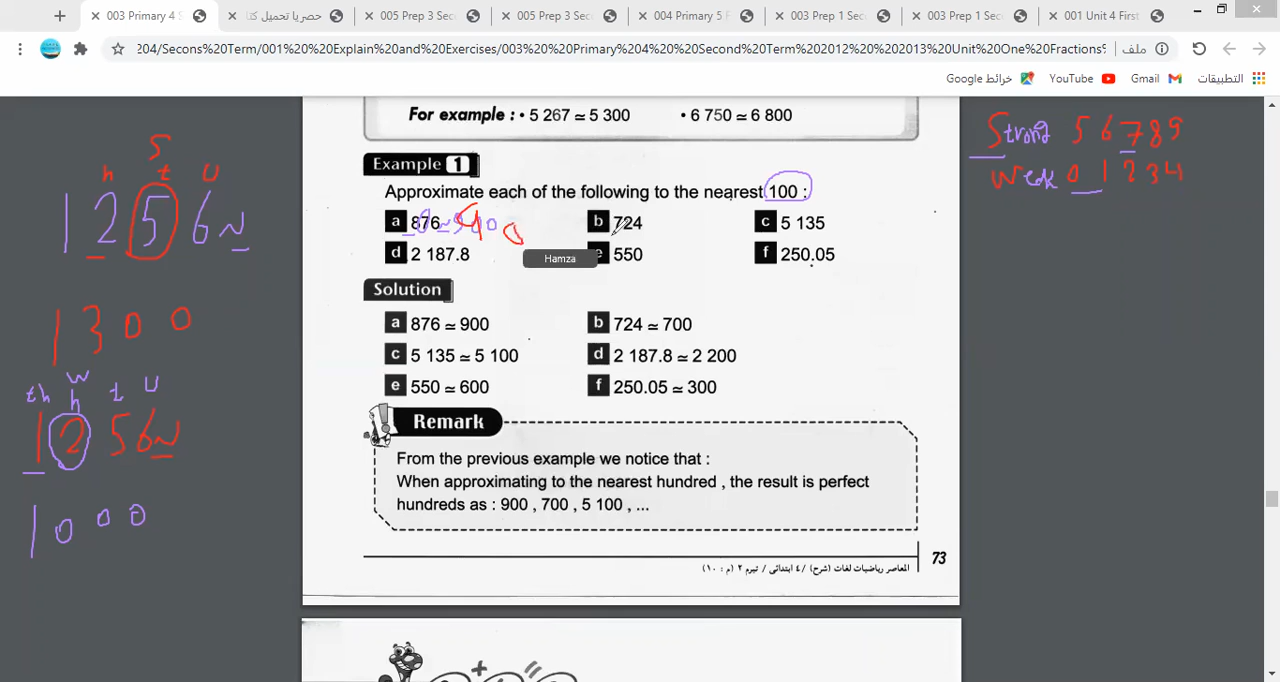 003 Primary 4 S
حصريا تحميل كتا
005 Prep 3 Seco
005 Prep 3 Seco
004 Primary 5 F
003 Prep 1 Seco
003 Prep 1 Seco
001 Unit 4 First
204/Secons%20Term/001%20%20Explain%20and%20Exercis/003%20%20Primary%204%20%20Second%20Term%202012%20%202013%20Unit%20One%20Fractions%
ملف
خرائط Google
YouTube
Gmail
التطبيقات
For example : • 5 267 ≃ 5 300 • 6 750 ≃ 6 800
Example 1
Approximate each of the following to the nearest 100 :
a 876 b 724 c 5 135
d 2 187.8 e 550 f 250.05
Hamza
Solution
a 876 ≃ 900 b 724 ≃ 700
c 5 135 ≃ 5 100 d 2 187.8 ≃ 2 200
e 550 ≃ 600 f 250.05 ≃ 300
Remark
From the previous example we notice that :
When approximating to the nearest hundred , the result is perfect
hundreds as : 900 , 700 , 5 100 , ...
المعاصر رياضيات لغات (شرح) /٤ ابتدائى / تيرم ٢ (م : ١٠)
73
S
h t U
1 2 5 6
1 3 0 0
w
th h t U
1 2 5 6
1 0 0 0
Strong 5 6 7 8 9
Weak 0 1 2 3 4